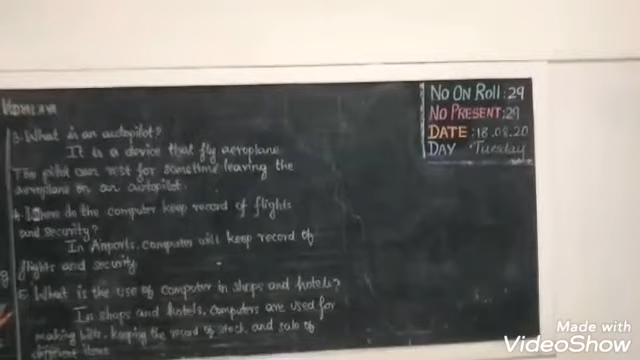 VIDYALAYA
No On Roll : 29
No Present : 29
DATE : 18.08.20
DAY : Tuesday
3. What is an autopilot?
It is a device that fly aeroplane.
The pilot can rest for sometime leaving the
aeroplane on an autopilot.
4. Where do the computer keep record of flights
and security?
In Airports, computer will keep record of
flights and security.
5. What is the use of computer in shops and hotels?
In shops and hotels, computers are used for
making bills, keeping the record of stock, and sale of
different items.
Made with
VideoShow